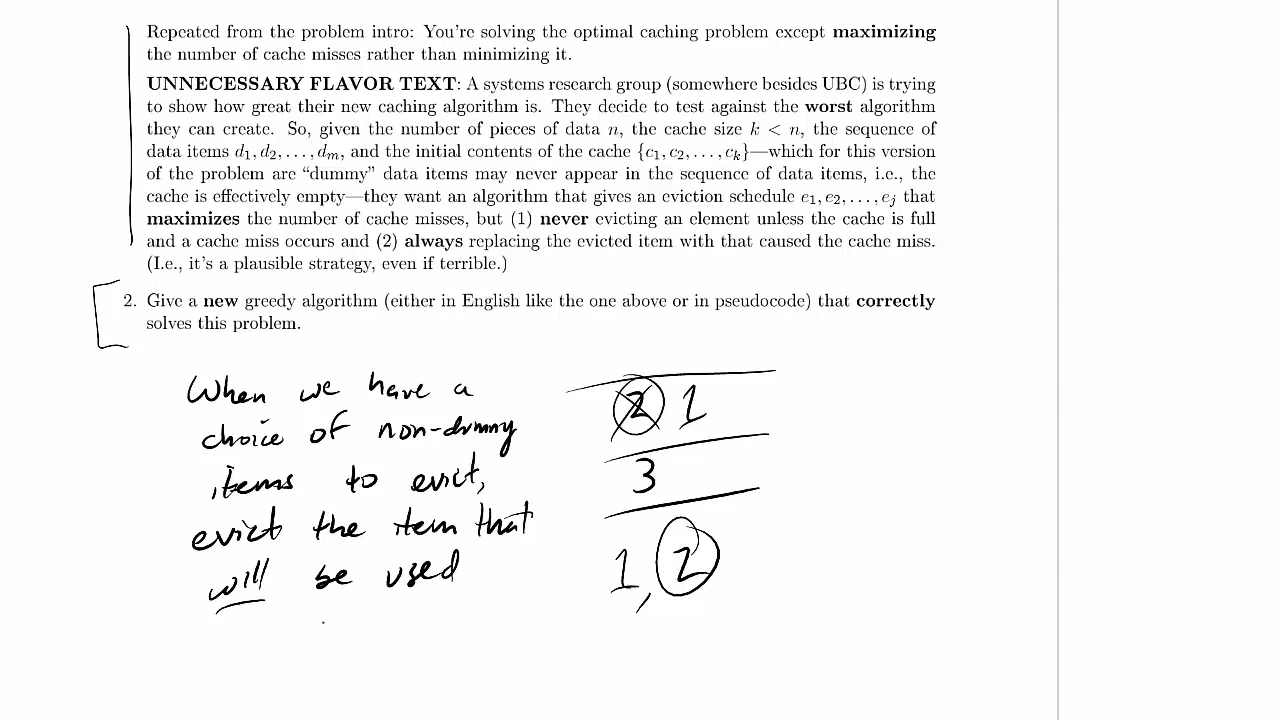 Repeated from the problem intro: You're solving the optimal caching problem except maximizing
the number of cache misses rather than minimizing it.
UNNECESSARY FLAVOR TEXT: A systems research group (somewhere besides UBC) is trying
to show how great their new caching algorithm is. They decide to test against the worst algorithm
they can create. So, given the number of pieces of data n, the cache size k < n, the sequence of
data items d₁, d₂, . . . , dₘ, and the initial contents of the cache {c₁, c₂, . . . , cₖ}—which for this version
of the problem are “dummy” data items may never appear in the sequence of data items, i.e., the
cache is effectively empty—they want an algorithm that gives an eviction schedule e₁, e₂, . . . , eⱼ that
maximizes the number of cache misses, but (1) never evicting an element unless the cache is full
and a cache miss occurs and (2) always replacing the evicted item with that caused the cache miss.
(I.e., it's a plausible strategy, even if terrible.)
2. Give a new greedy algorithm (either in English like the one above or in pseudocode) that correctly
solves this problem.
When we have a
choice of non-dummy
items to evict,
evict the item that
will be used
2 1
3
1, 2